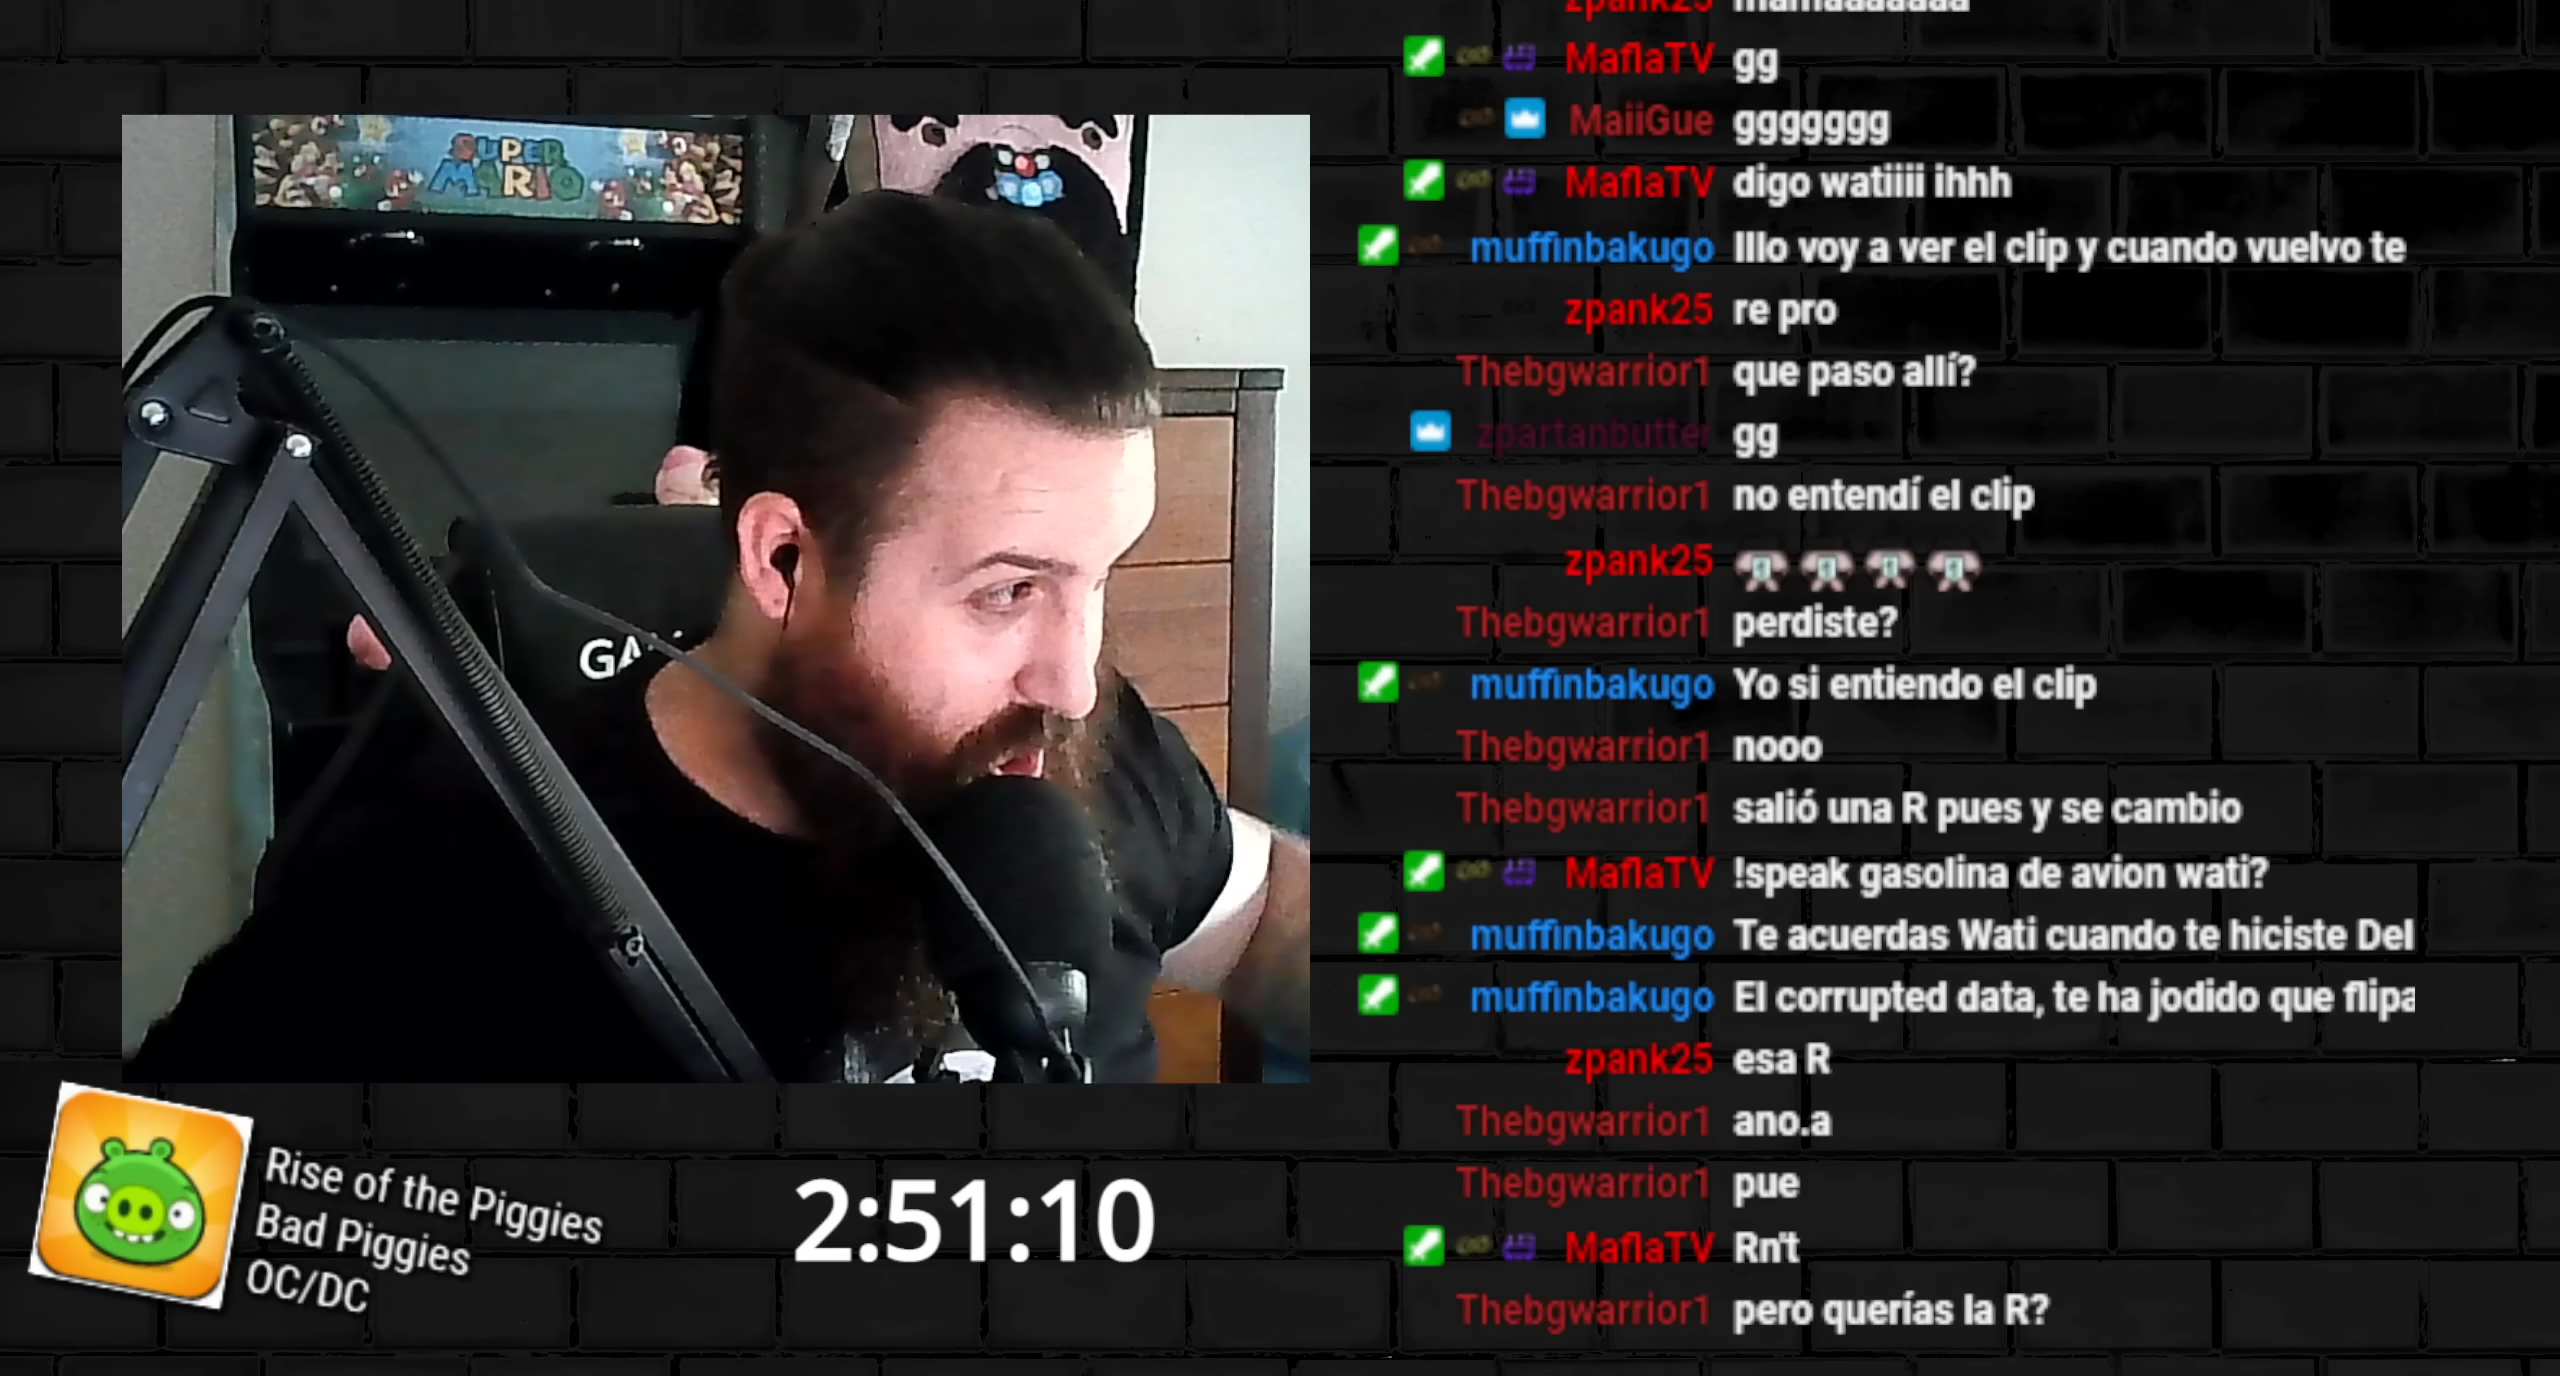 SUPER
MARIO
GA
Rise of the Piggies
Bad Piggies
OC/DC
2:51:10
zpank25 mamaaaaaaa
MaflaTV gg
MaiiGue ggggggg
MaflaTV digo watiiii ihhh
muffinbakugo Illo voy a ver el clip y cuando vuelvo te
zpank25 re pro
Thebgwarrior1 que paso allí?
zpartanbutter gg
Thebgwarrior1 no entendí el clip
zpank25
Thebgwarrior1 perdiste?
muffinbakugo Yo si entiendo el clip
Thebgwarrior1 nooo
Thebgwarrior1 salió una R pues y se cambio
MaflaTV !speak gasolina de avion wati?
muffinbakugo Te acuerdas Wati cuando te hiciste Del
muffinbakugo El corrupted data, te ha jodido que flipa
zpank25 esa R
Thebgwarrior1 ano.a
Thebgwarrior1 pue
MaflaTV Rn't
Thebgwarrior1 pero querías la R?